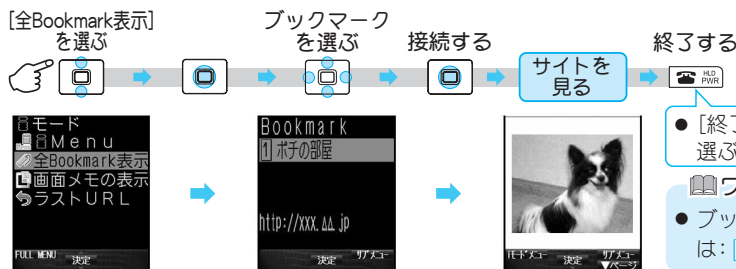 [全Bookmark表示]
を選ぶ
ブックマーク
を選ぶ
接続する
サイトを
見る
終了する
HLD
PWR
iモード
iMenu
全Bookmark表示
画面メモの表示
ラストURL
FULL MENU 決定
Bookmark
1 ポチの部屋
http://XXX.△△.jp
決定 サブメニュー
iモードメニュー 決定 サブメニュー
▼ページ
● [終了
選ぶ
● ブック
は: